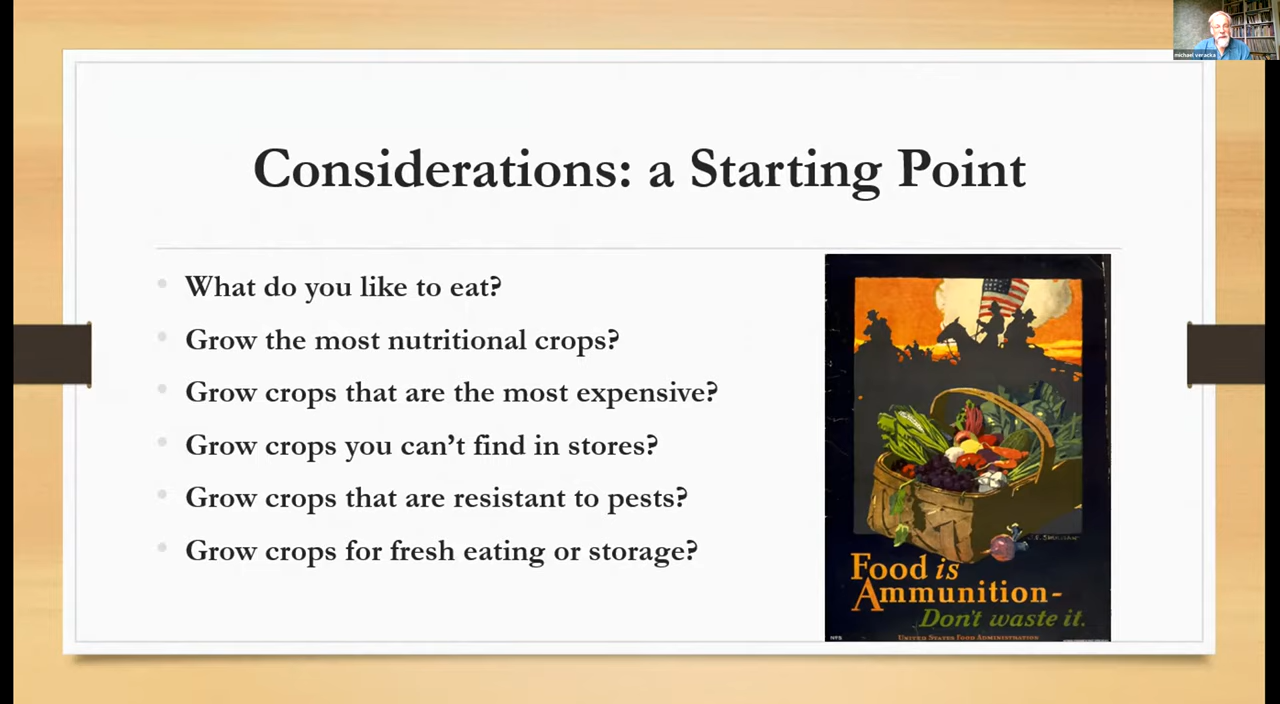 michael veracka
Considerations: a Starting Point
What do you like to eat?
Grow the most nutritional crops?
Grow crops that are the most expensive?
Grow crops you can’t find in stores?
Grow crops that are resistant to pests?
Grow crops for fresh eating or storage?
Food is
Ammunition-
Don't waste it.
United States Food Administration